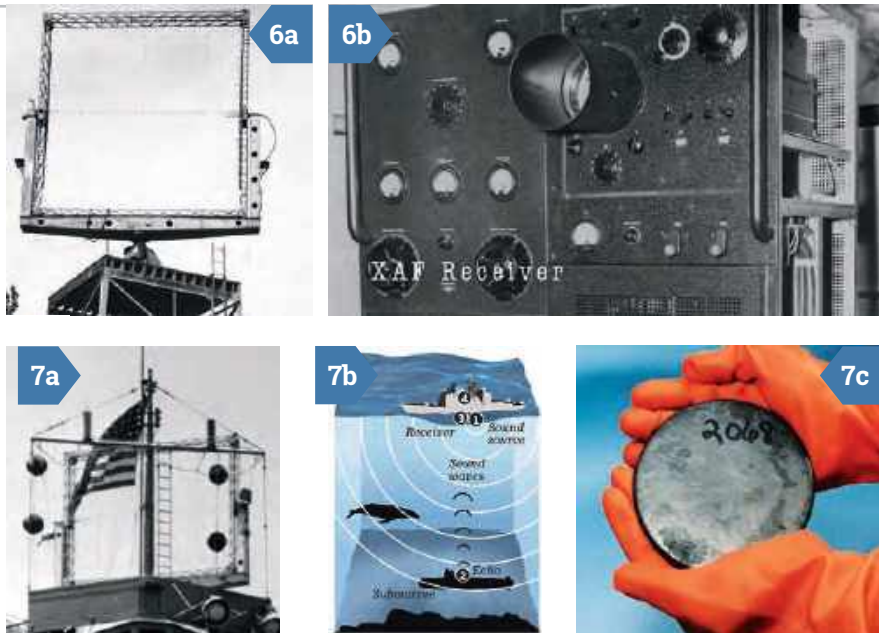 6a
6b
XAF Receiver
7a
7b
4
3 1
Receiver
Sound
source
Sound
waves
2 Echo
Submarine
7c
2068